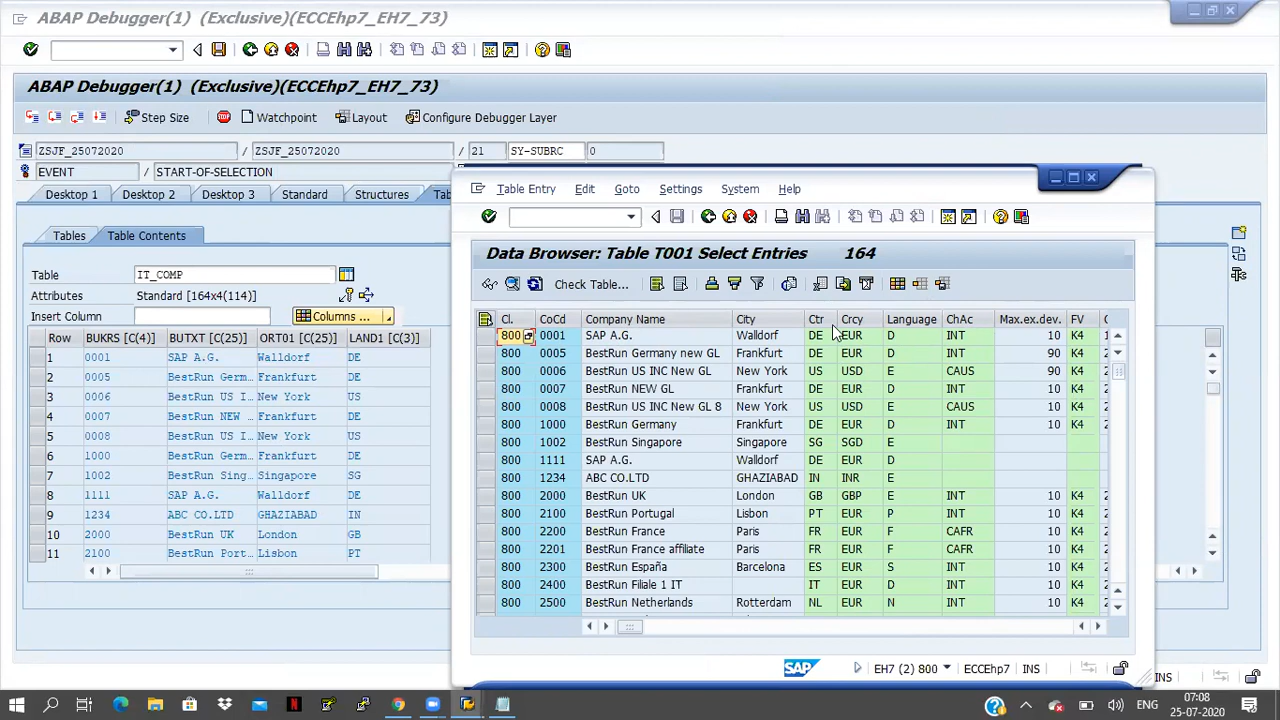 ABAP Debugger(1) (Exclusive)(ECCEhp7_EH7_73)
ABAP Debugger(1) (Exclusive)(ECCEhp7_EH7_73)
Step Size Watchpoint Layout Configure Debugger Layer
ZSJF_25072020 / ZSJF_25072020 / 21 SY-SUBRC 0
EVENT / START-OF-SELECTION
Desktop 1 Desktop 2 Desktop 3 Standard Structures Tab
Tables Table Contents
Table IT_COMP
Attributes Standard [164x4(114)]
Insert Column Columns ...
Row BUKRS [C(4)] BUTXT [C(25)] ORT01 [C(25)] LAND1 [C(3)]
1 0001 SAP A.G. Walldorf DE
2 0005 BestRun Germ... Frankfurt DE
3 0006 BestRun US I... New York US
4 0007 BestRun NEW ... Frankfurt DE
5 0008 BestRun US I... New York US
6 1000 BestRun Germ... Frankfurt DE
7 1002 BestRun Sing... Singapore SG
8 1111 SAP A.G. Walldorf DE
9 1234 ABC CO.LTD GHAZIABAD IN
10 2000 BestRun UK London GB
11 2100 BestRun Port... Lisbon PT
Table Entry Edit Goto Settings System Help
Data Browser: Table T001 Select Entries 164
Check Table...
Cl. CoCd Company Name City Ctr Crcy Language ChAc Max.ex.dev. FV
800 0001 SAP A.G. Walldorf DE EUR D INT 10 K4
800 0005 BestRun Germany new GL Frankfurt DE EUR D INT 90 K4 2
800 0006 BestRun US INC New GL New York US USD E CAUS 90 K4 2
800 0007 BestRun NEW GL Frankfurt DE EUR D INT 10 K4 2
800 0008 BestRun US INC New GL 8 New York US USD E CAUS 10 K4 2
800 1000 BestRun Germany Frankfurt DE EUR D INT 10 K4 2
800 1002 BestRun Singapore Singapore SG SGD E
800 1111 SAP A.G. Walldorf DE EUR E
800 1234 ABC CO.LTD GHAZIABAD IN INR E
800 2000 BestRun UK London GB GBP E INT 10 K4 2
800 2100 BestRun Portugal Lisbon PT EUR P INT 10 K4 2
800 2200 BestRun France Paris FR EUR F CAFR 10 K4 2
800 2201 BestRun France affiliate Paris FR EUR F CAFR 10 K4 2
800 2300 BestRun España Barcelona ES EUR S INT 10 K4 2
800 2400 BestRun Filiale 1 IT IT EUR D INT 10 K4 2
800 2500 BestRun Netherlands Rotterdam NL EUR N INT 10 K4 2
SAP EH7 (2) 800 ECCEhp7 INS
ENG 07:08
25-07-2020